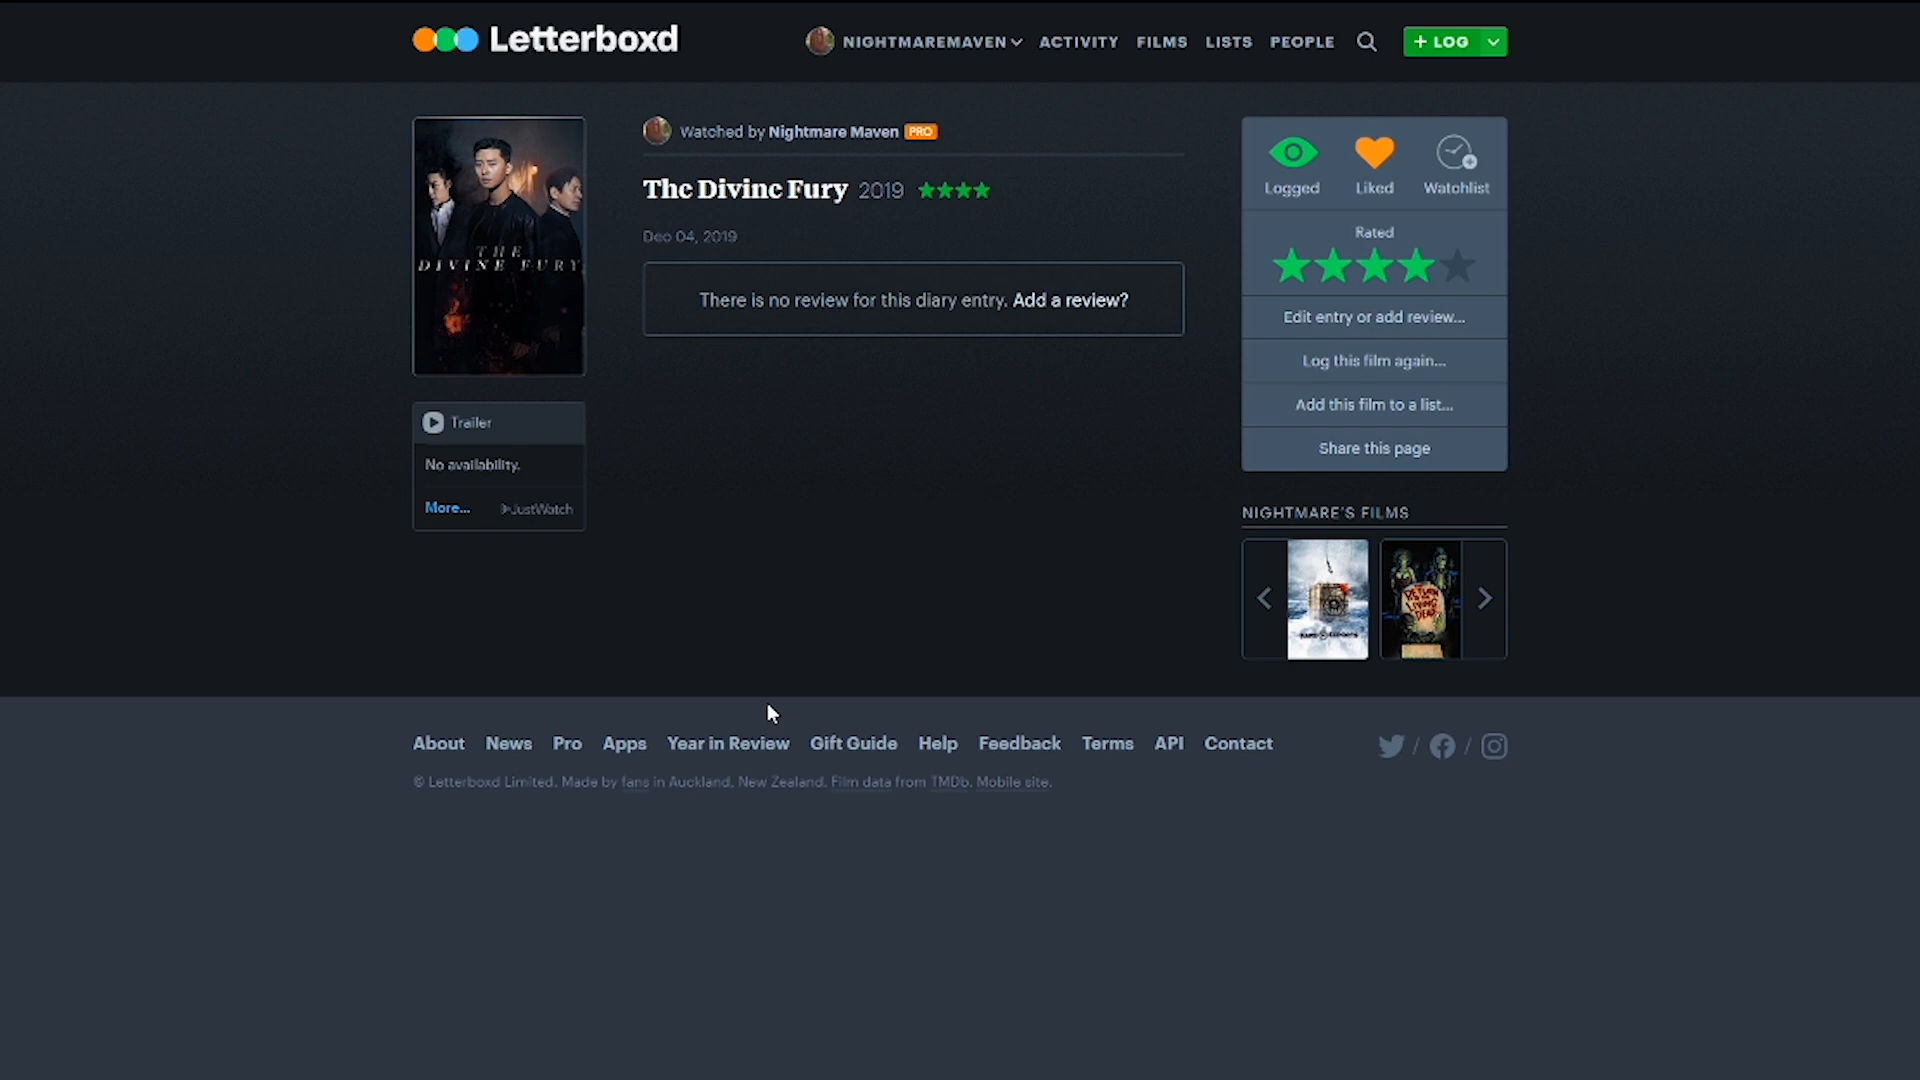 Letterboxd
NIGHTMAREMAVEN ACTIVITY FILMS LISTS PEOPLE + LOG
Watched by Nightmare Maven PRO
The Divine Fury 2019
Dec 04, 2019
There is no review for this diary entry. Add a review?
THE
DIVINE FURY
Trailer
No availability.
More... JustWatch
Logged Liked Watchlist
Rated
Edit entry or add review...
Log this film again...
Add this film to a list...
Share this page
NIGHTMARE'S FILMS
RETURN
LIVING
DEAD
About News Pro Apps Year in Review Gift Guide Help Feedback Terms API Contact
© Letterboxd Limited. Made by fans in Auckland, New Zealand. Film data from TMDb. Mobile site.